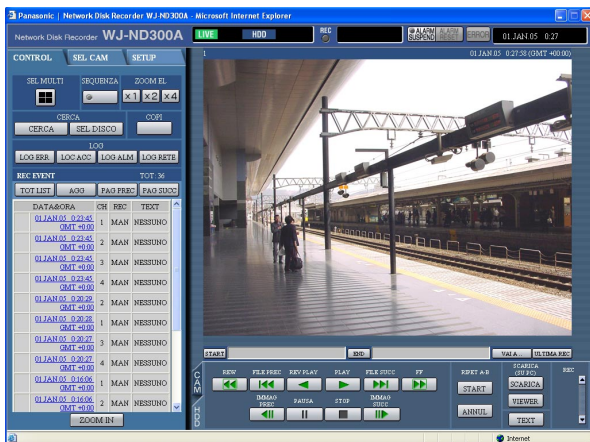 Panasonic | Network Disk Recorder WJ-ND300A - Microsoft Internet Explorer
Network Disk Recorder WJ-ND300A
LIVE HDD REC ALARM SUSPEND ALARM RESET ERROR 01.JAN.05 0:27
CONTROL SEL CAM SETUP
1 01.JAN.05 0:27:58 (GMT +00:00)
SEL MULTI SEQUENZA ZOOM EL
x1 x2 x4
CERCA COPI
CERCA SEL DISCO
LOG
LOG ERR LOC ACC LOG ALM LOG RETE
REC EVENT TOT: 36
TOT LIST AGG PAG PREC PAG SUCC
DATA&ORA CH REC TEXT
01.JAN.05 0:23:45 GMT +0:00 1 MAN NESSUNO
01.JAN.05 0:23:45 GMT +0:00 2 MAN NESSUNO
01.JAN.05 0:23:45 GMT +0:00 3 MAN NESSUNO
01.JAN.05 0:23:45 GMT +0:00 4 MAN NESSUNO
01.JAN.05 0:20:29 GMT +0:00 2 MAN NESSUNO
01.JAN.05 0:20:28 GMT +0:00 1 MAN NESSUNO
01.JAN.05 0:20:27 GMT +0:00 3 MAN NESSUNO
01.JAN.05 0:20:27 GMT +0:00 4 MAN NESSUNO
01.JAN.05 0:16:06 GMT +0:00 1 MAN NESSUNO
01.JAN.05 0:16:06 GMT +0:00 2 MAN NESSUNO
ZOOM IN
START END VAI A... ULTIMA REC
CAM
HDD
REW FILE PREC REV PLAY PLAY FILE SUCC FF
IMMAG PREC PAUSA STOP IMMAG SUCC
RIPET A-B
START
ANNUL
SCARICA (SU PC)
SCARICA
VIEWER
TEXT
REC
Internet